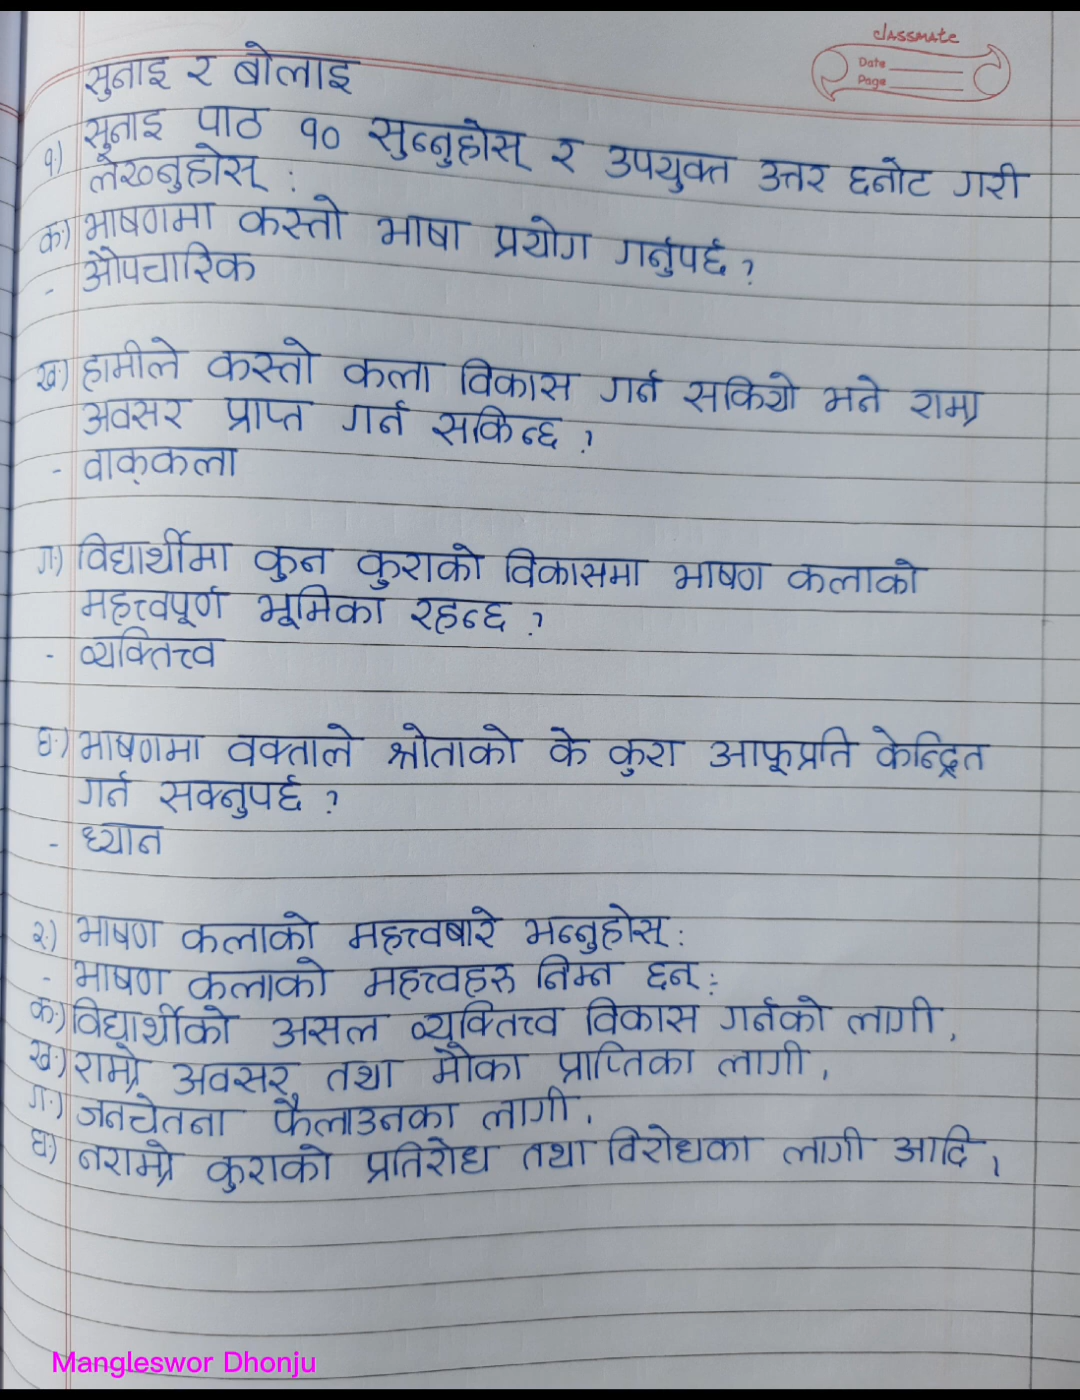 classmate
Date
Page
सुनाइ र बोलाइ
१) सुनाइ पाठ १० सुन्नुहोस् र उपयुक्त उत्तर छनोट गरी
लेख्नुहोस् :
क) भाषणमा कस्तो भाषा प्रयोग गर्नुपर्छ ?
- औपचारिक
ख) हामीले कस्तो कला विकास गर्न सकियो भने राम्रा
अवसर प्राप्त गर्न सकिन्छ ?
- वाक्कला
ग) विद्यार्थीमा कुन कुराको विकासमा भाषण कलाको
महत्त्वपूर्ण भूमिका रहन्छ ?
- व्यक्तित्त्व
घ) भाषणमा वक्ताले श्रोताको के कुरा आफूप्रति केन्द्रित
गर्न सक्नुपर्छ ?
- ध्यान
२) भाषण कलाको महत्त्वबारे भन्नुहोस् :
- भाषण कलाको महत्त्वहरु निम्न छन् :
क) विद्यार्थीको असल व्यक्तित्त्व विकास गर्नको लागी,
ख) राम्रो अवसर तथा मौका प्राप्तिका लागी,
ग) जनचेतना फैलाउनका लागी,
घ) नराम्रो कुराको प्रतिरोध तथा विरोधका लागी आदि ।
Mangleswor Dhonju